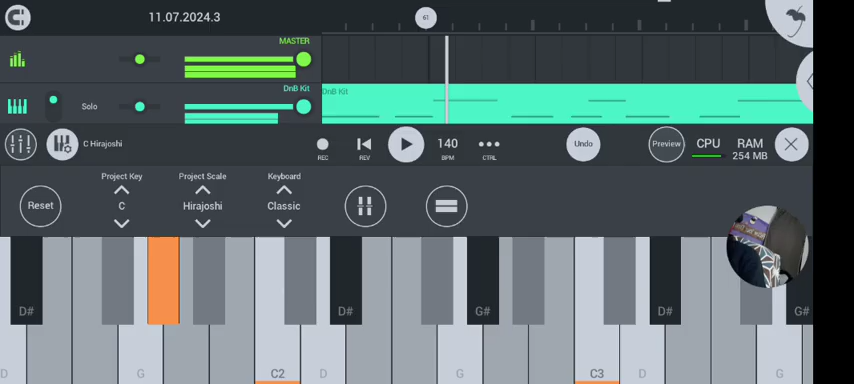 11.07.2024.3
61
MASTER
DnB Kit
DnB Kit
Solo
C Hirajoshi
REC
REV
140
BPM
CTRL
Undo
Preview
CPU
RAM
254 MB
Reset
Project Key
C
Project Scale
Hirajoshi
Keyboard
Classic
D#
D#
G#
D#
G#
D
G
C2
D
G
C3
D
G